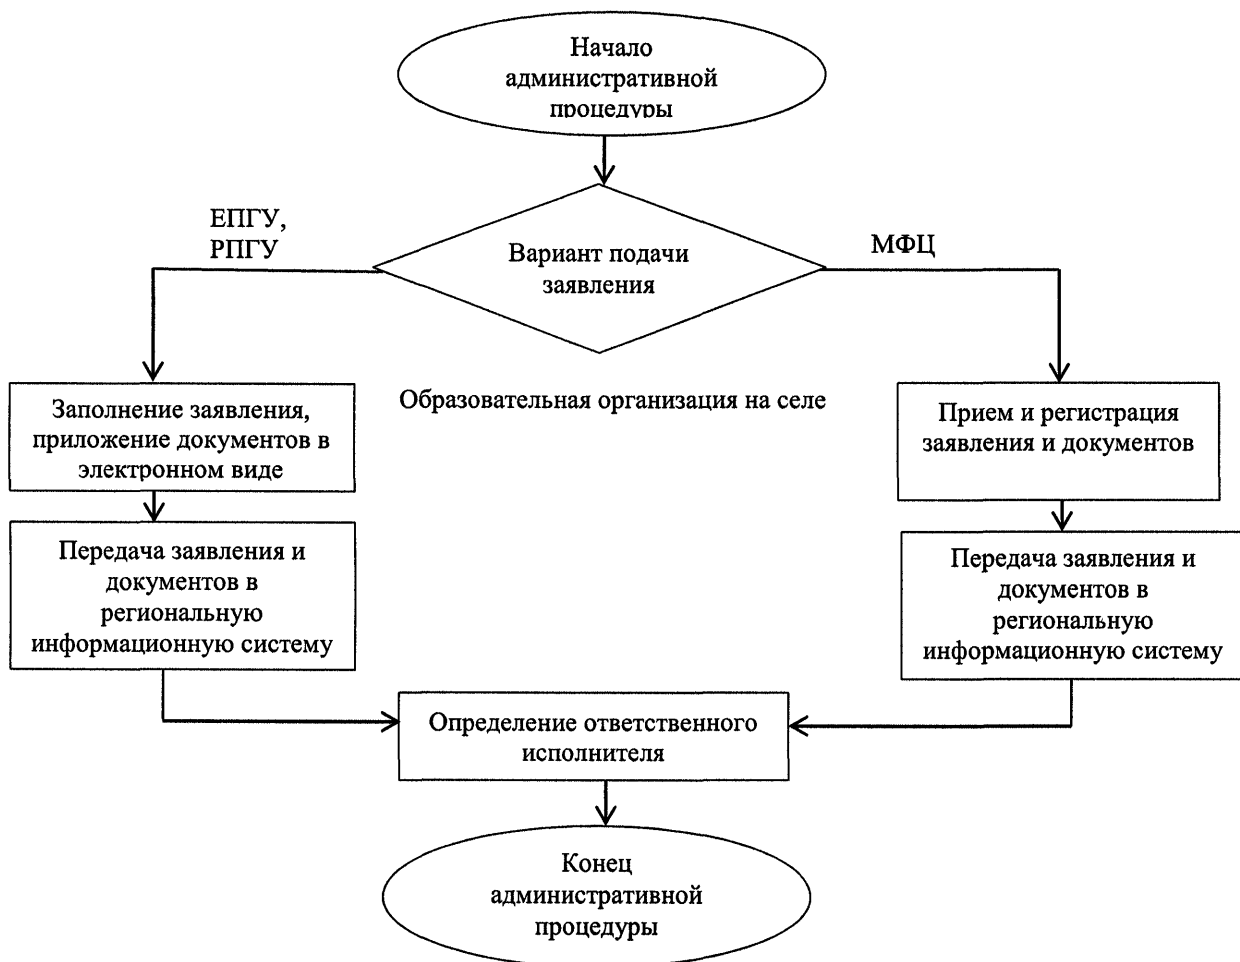 Начало
административной
процедуры
ЕПГУ,
РПГУ
Вариант подачи
заявления
МФЦ
Заполнение заявления,
приложение документов в
электронном виде
Образовательная организация на селе
Прием и регистрация
заявления и документов
Передача заявления и
документов в
региональную
информационную систему
Передача заявления и
документов в
региональную
информационную систему
Определение ответственного
исполнителя
Конец
административной
процедуры